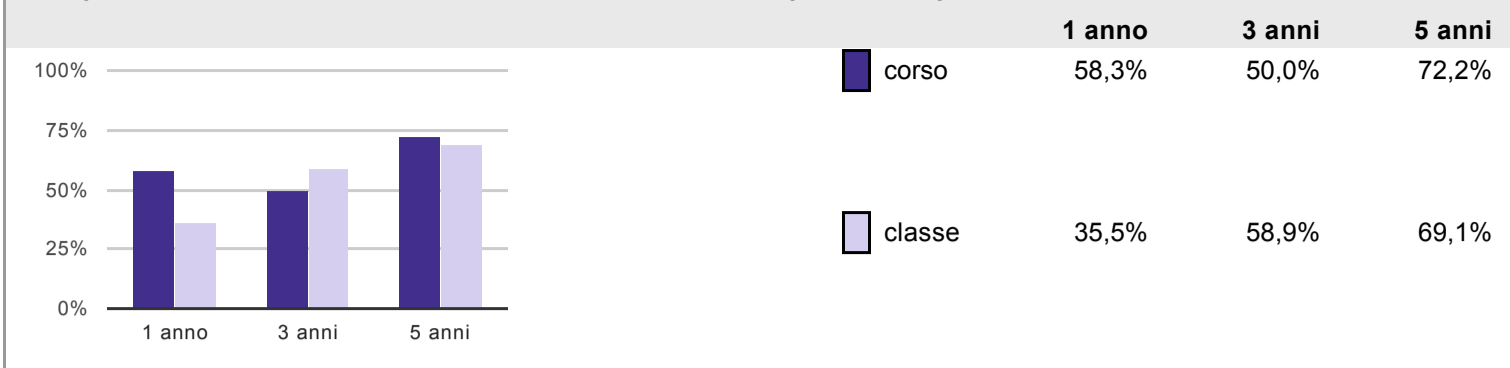 1 anno 3 anni 5 anni
100%
75%
50%
25%
0%
1 anno 3 anni 5 anni
corso 58,3% 50,0% 72,2%
classe 35,5% 58,9% 69,1%